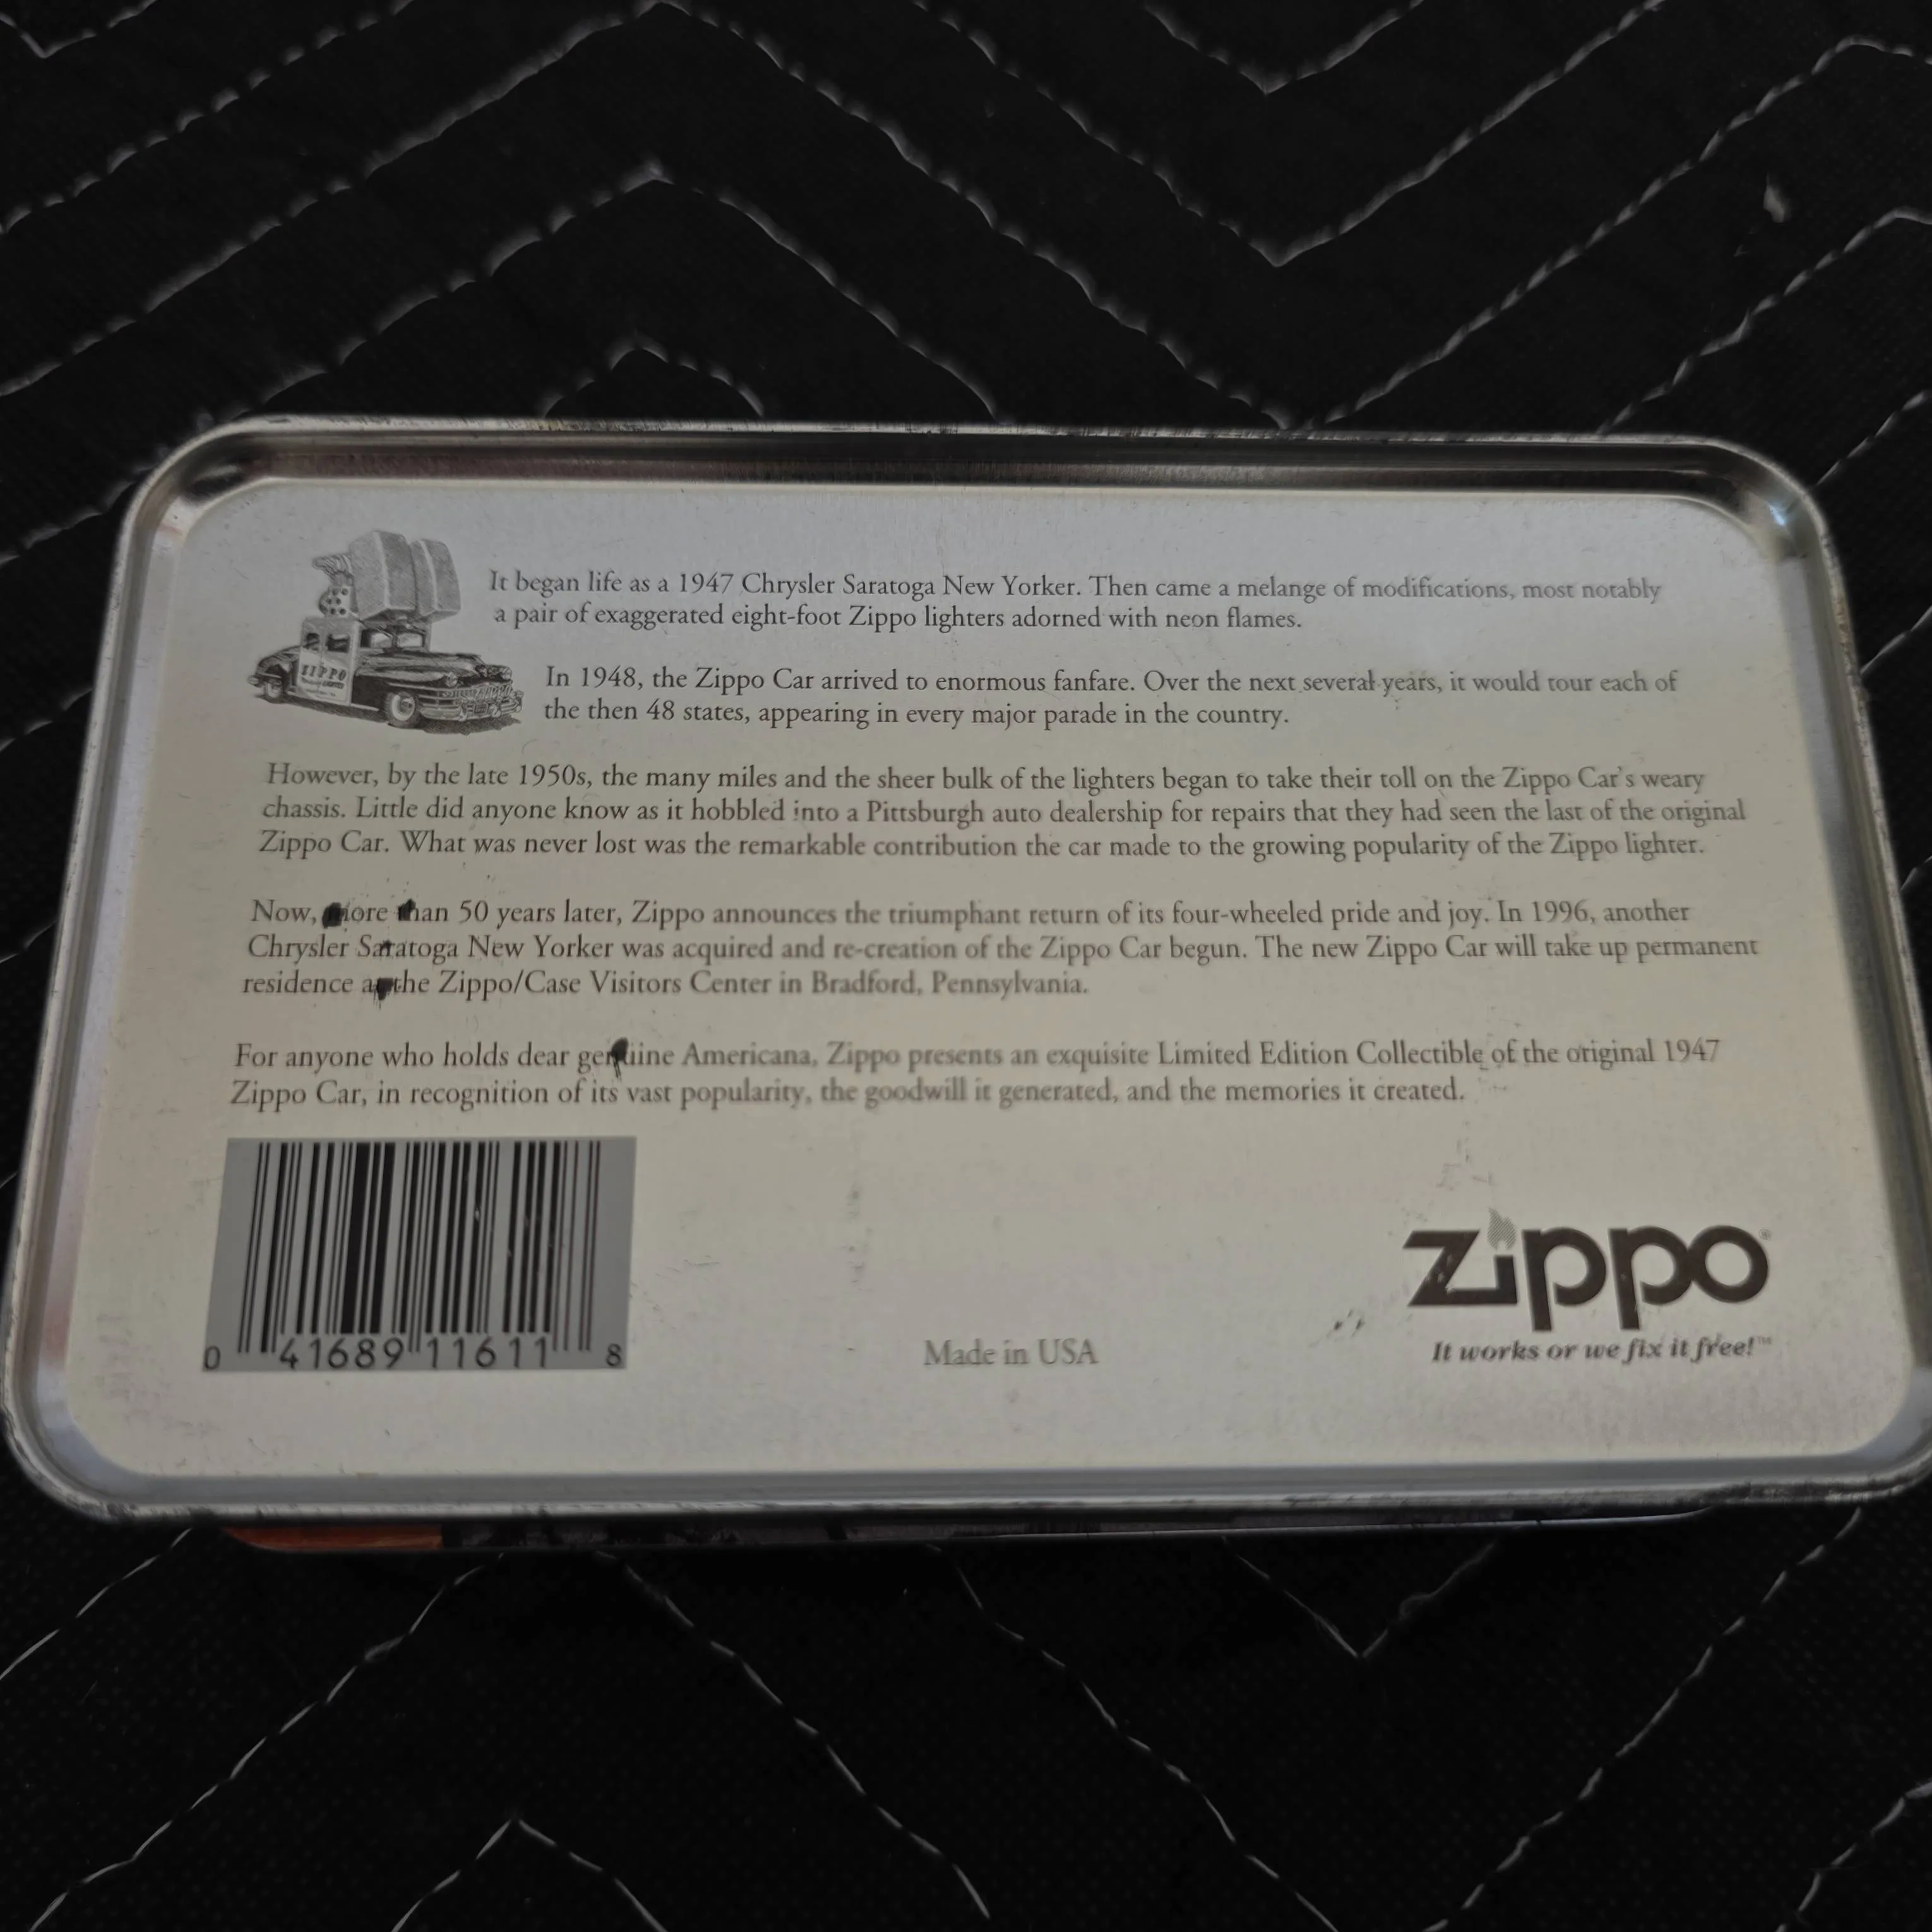 It began life as a 1947 Chrysler Saratoga New Yorker. Then came a melange of modifications, most notably
a pair of exaggerated eight-foot Zippo lighters adorned with neon flames.
ZIPPO
In 1948, the Zippo Car arrived to enormous fanfare. Over the next several years, it would tour each of
the then 48 states, appearing in every major parade in the country.
However, by the late 1950s, the many miles and the sheer bulk of the lighters began to take their toll on the Zippo Car's weary
chassis. Little did anyone know as it hobbled into a Pittsburgh auto dealership for repairs that they had seen the last of the original
Zippo Car. What was never lost was the remarkable contribution the car made to the growing popularity of the Zippo lighter.
Now, more than 50 years later, Zippo announces the triumphant return of its four-wheeled pride and joy. In 1996, another
Chrysler Saratoga New Yorker was acquired and re-creation of the Zippo Car begun. The new Zippo Car will take up permanent
residence at the Zippo/Case Visitors Center in Bradford, Pennsylvania.
For anyone who holds dear genuine Americana, Zippo presents an exquisite Limited Edition Collectible of the original 1947
Zippo Car, in recognition of its vast popularity, the goodwill it generated, and the memories it created.
0 41689 11611 8
Made in USA
zippo®
It works or we fix it free!™